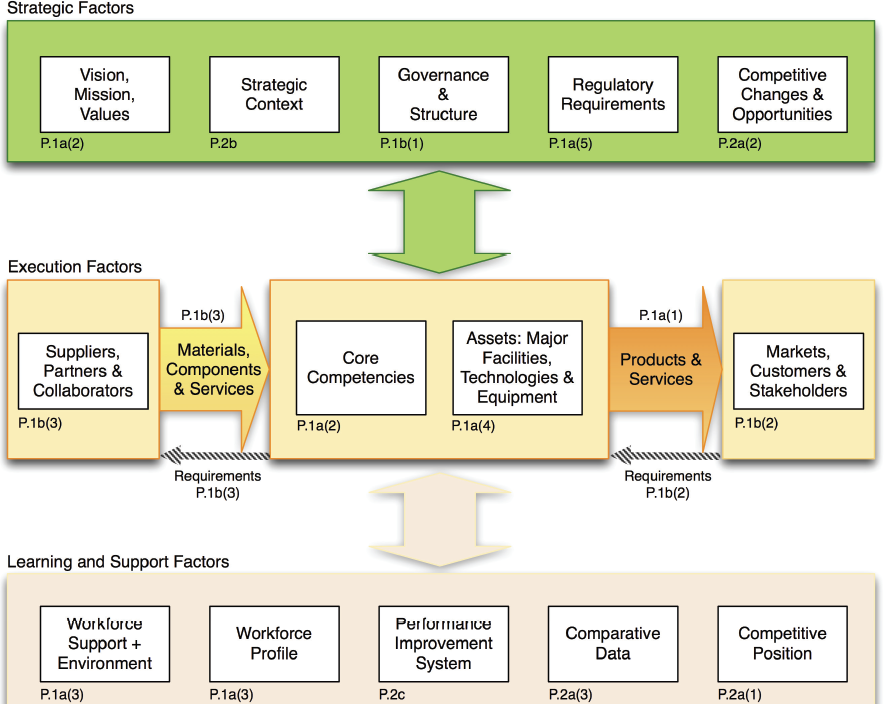 Strategic Factors
Vision,
Mission,
Values
P.1a(2)
Strategic
Context
P.2b
Governance
&
Structure
P.1b(1)
Regulatory
Requirements
P.1a(5)
Competitive
Changes &
Opportunities
P.2a(2)
Execution Factors
Suppliers,
Partners &
Collaborators
P.1b(3)
P.1b(3)
Materials,
Components
& Services
Requirements
P.1b(3)
Core
Competencies
P.1a(2)
Assets: Major
Facilities,
Technologies &
Equipment
P.1a(4)
P.1a(1)
Products &
Services
Requirements
P.1b(2)
Markets,
Customers &
Stakeholders
P.1b(2)
Learning and Support Factors
Workforce
Support +
Environment
P.1a(3)
Workforce
Profile
P.1a(3)
Performance
Improvement
System
P.2c
Comparative
Data
P.2a(3)
Competitive
Position
P.2a(1)